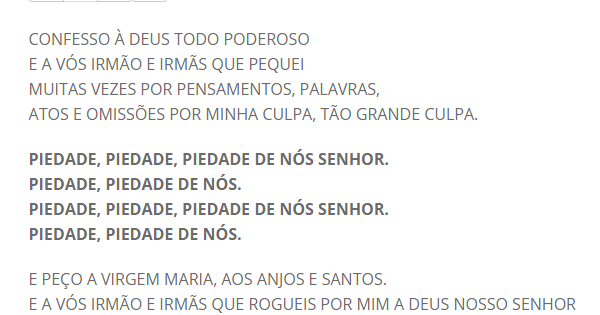 CONFESSO À DEUS TODO PODEROSO
E A VÓS IRMÃO E IRMÃS QUE PEQUEI
MUITAS VEZES POR PENSAMENTOS, PALAVRAS,
ATOS E OMISSÕES POR MINHA CULPA, TÃO GRANDE CULPA.
PIEDADE, PIEDADE, PIEDADE DE NÓS SENHOR.
PIEDADE, PIEDADE DE NÓS.
PIEDADE, PIEDADE, PIEDADE DE NÓS SENHOR.
PIEDADE, PIEDADE DE NÓS.
E PEÇO A VIRGEM MARIA, AOS ANJOS E SANTOS.
E A VÓS IRMÃO E IRMÃS QUE ROGUEIS POR MIM A DEUS NOSSO SENHOR